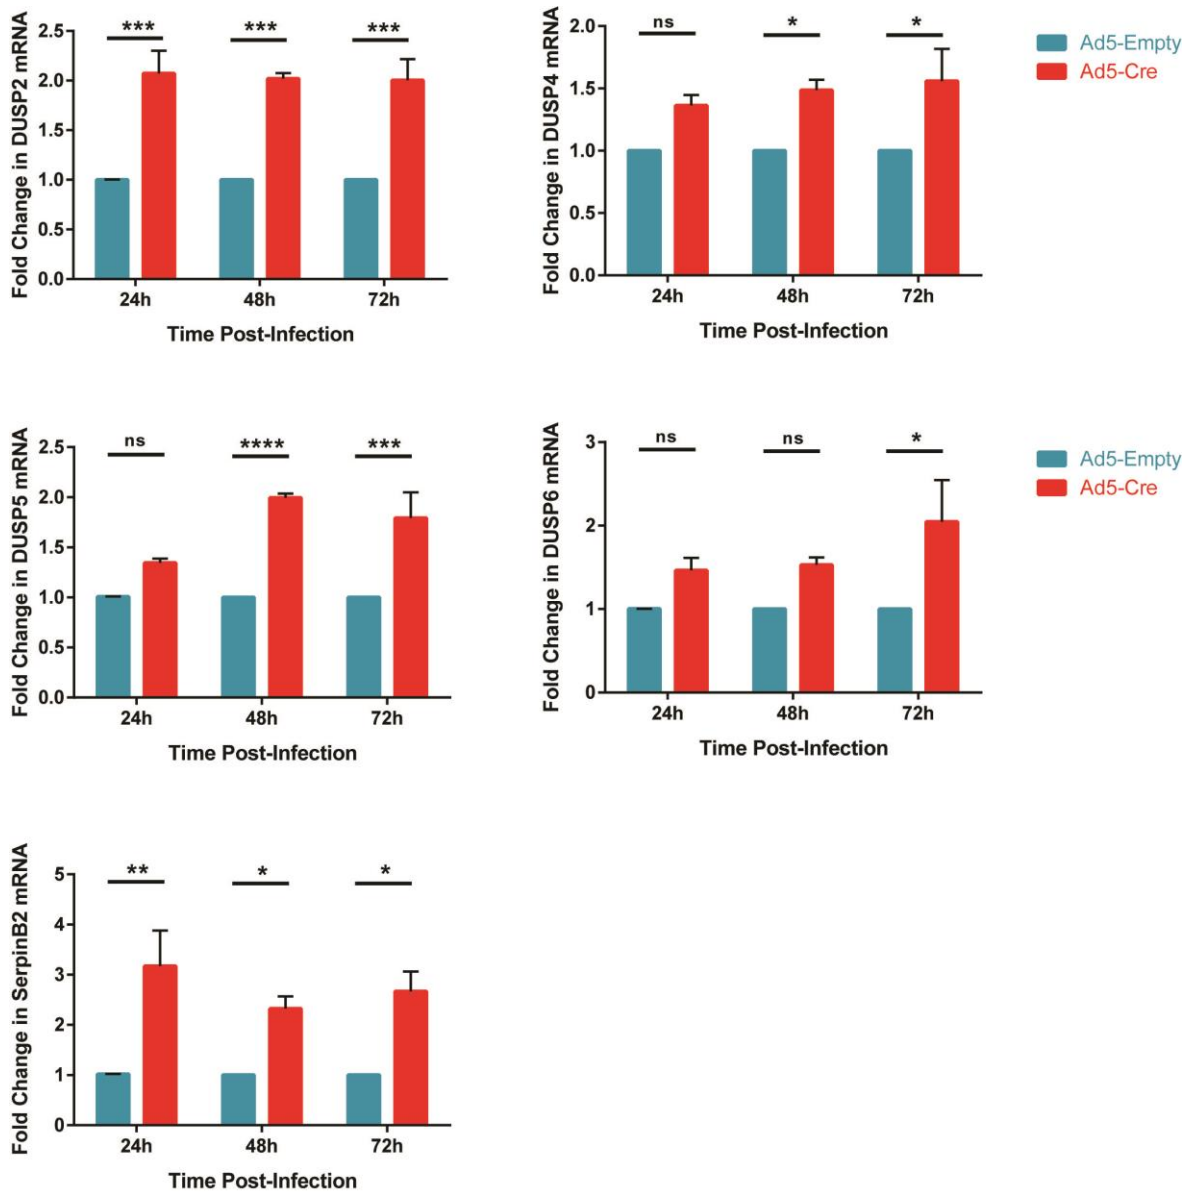 Fold Change in DUSP2 mRNA
2.5
2.0
1.5
1.0
0.5
0.0
*** *** ***
24h 48h 72h
Time Post-Infection
Fold Change in DUSP4 mRNA
2.0
1.5
1.0
0.5
0.0
ns * *
24h 48h 72h
Time Post-Infection
Ad5-Empty
Ad5-Cre
Fold Change in DUSP5 mRNA
2.5
2.0
1.5
1.0
0.5
0.0
ns **** ***
24h 48h 72h
Time Post-Infection
Fold Change in DUSP6 mRNA
3
2
1
0
ns ns *
24h 48h 72h
Time Post-Infection
Ad5-Empty
Ad5-Cre
Fold Change in SerpinB2 mRNA
5
4
3
2
1
0
** * *
24h 48h 72h
Time Post-Infection